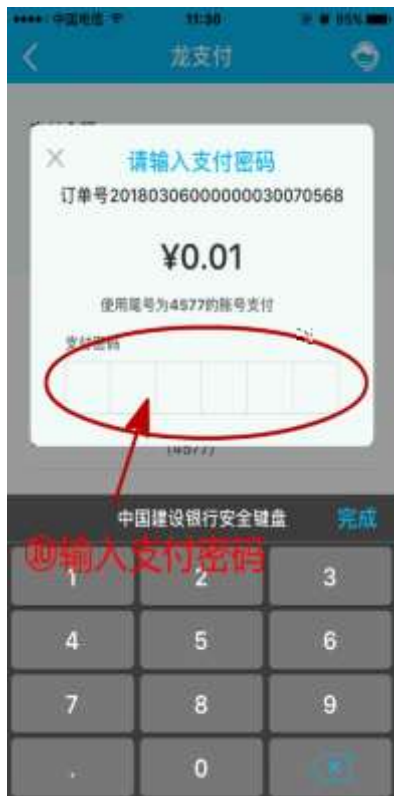 中国电信 11:30 95%
龙支付
请输入支付密码
订单号20180306000000030070568
¥0.01
使用尾号为4577的账号支付
支付密码
(4577)
中国建设银行安全键盘 完成
⑩输入支付密码
1 2 3
4 5 6
7 8 9
. 0